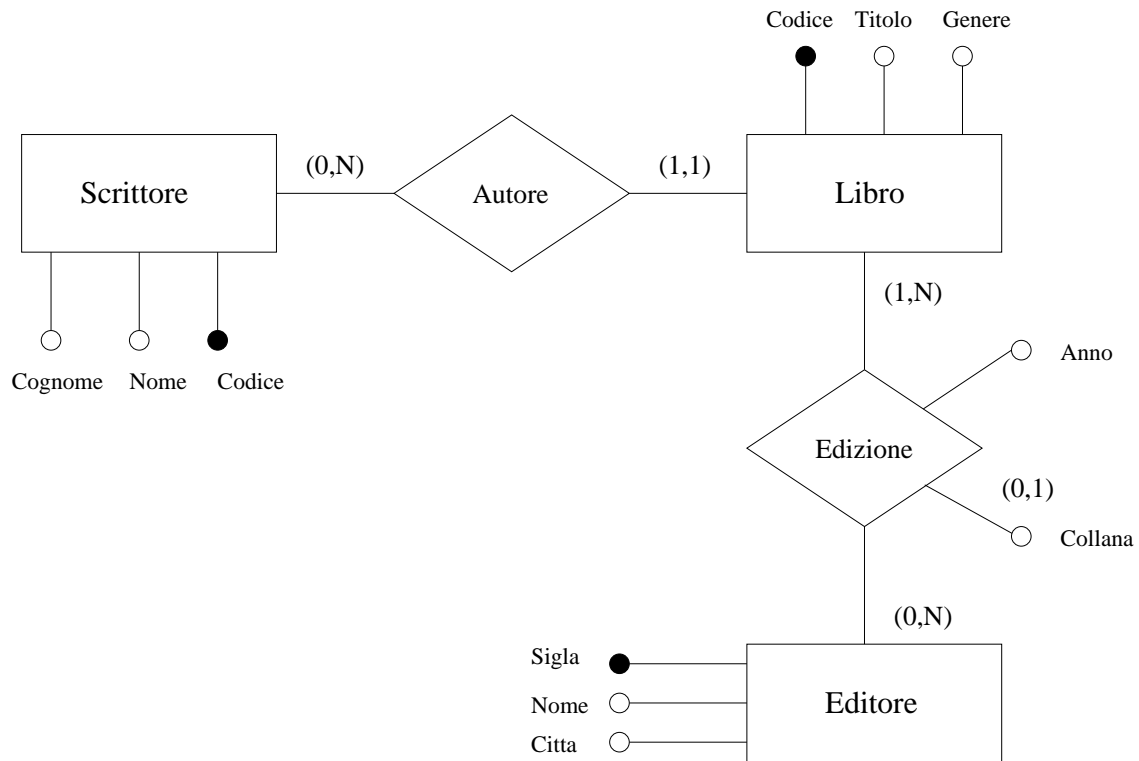 Codice Titolo Genere
Scrittore (0,N) Autore (1,1) Libro
Cognome Nome Codice
(1,N)
Anno
Edizione
(0,1)
Collana
(0,N)
Sigla
Nome
Citta
Editore